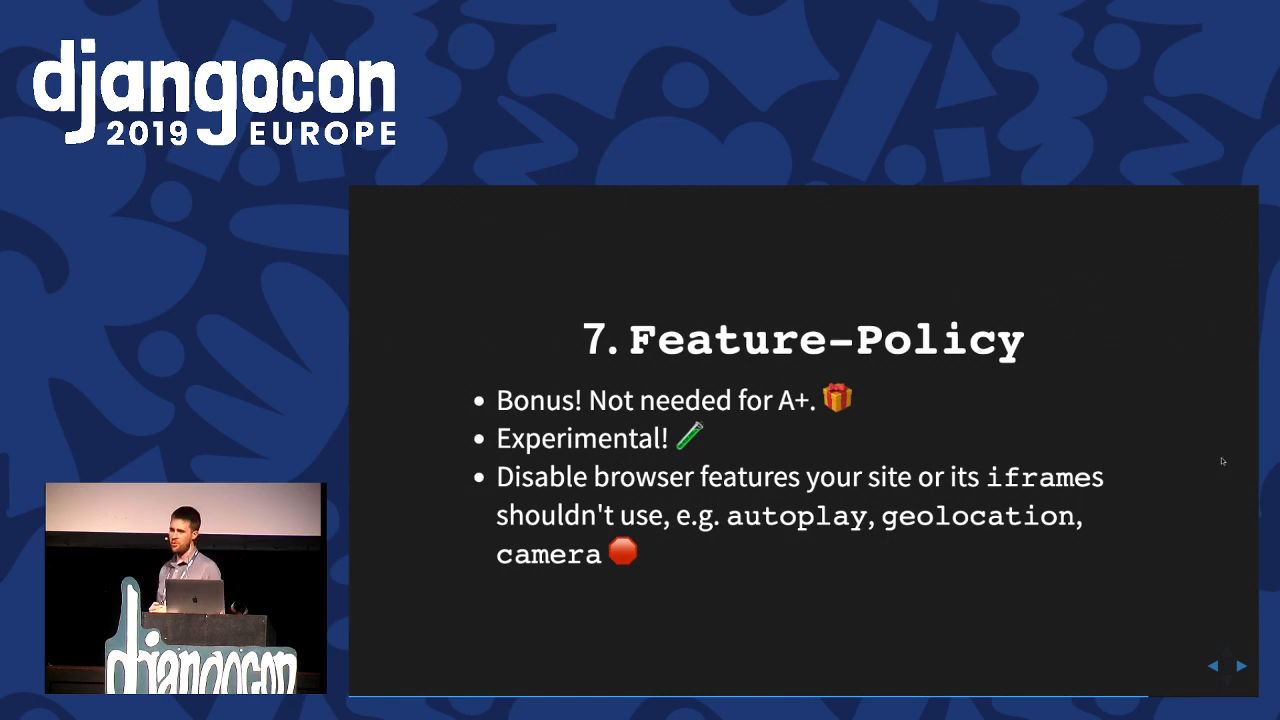 djangocon
2019 EUROPE
7. Feature-Policy
• Bonus! Not needed for A+. 🎁
• Experimental! 🧪
• Disable browser features your site or its iframes
shouldn't use, e.g. autoplay, geolocation,
camera 🛑
djangocon